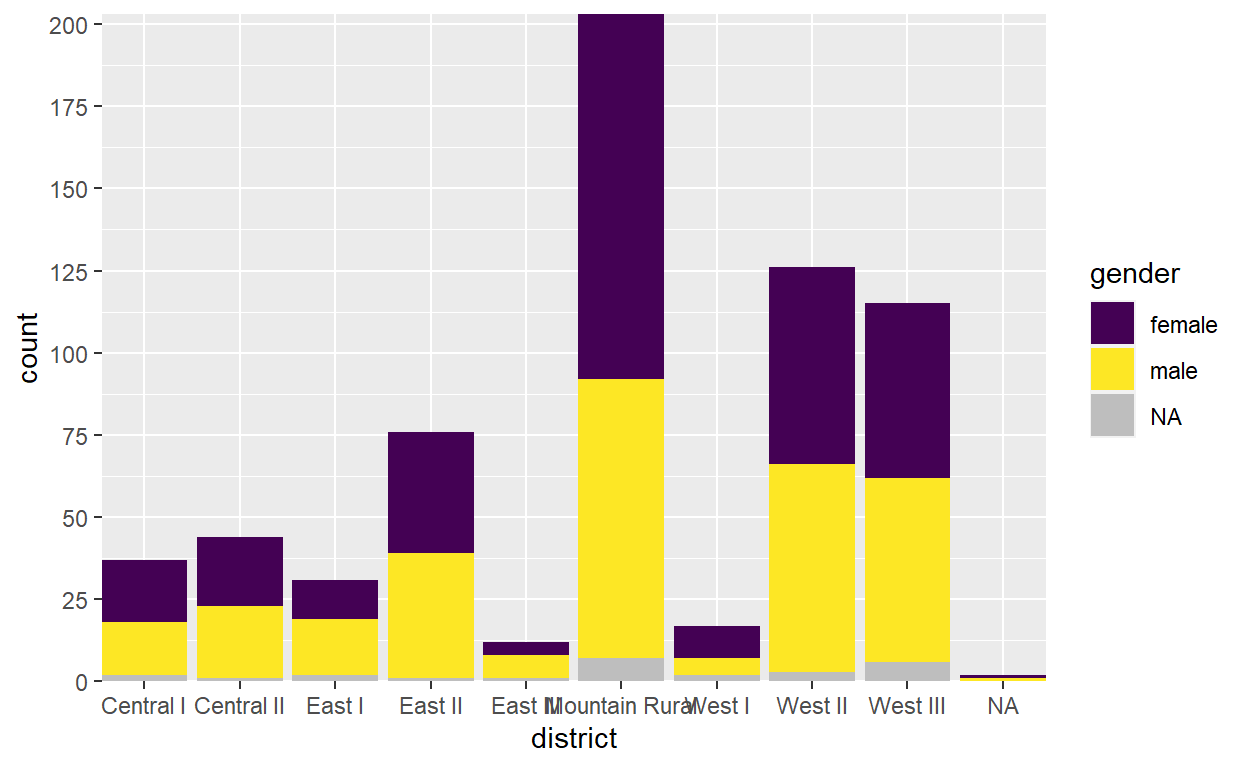 200
175
150
125
100
75
50
25
0
count
Central I
Central II
East I
East II
East III
Mountain Rural
West I
West II
West III
NA
district
gender
female
male
NA